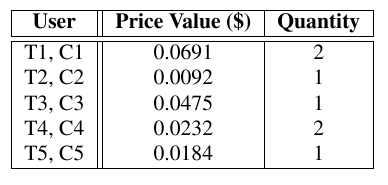 User Price Value ($) Quantity
T1, C1 0.0691 2
T2, C2 0.0092 1
T3, C3 0.0475 1
T4, C4 0.0232 2
T5, C5 0.0184 1